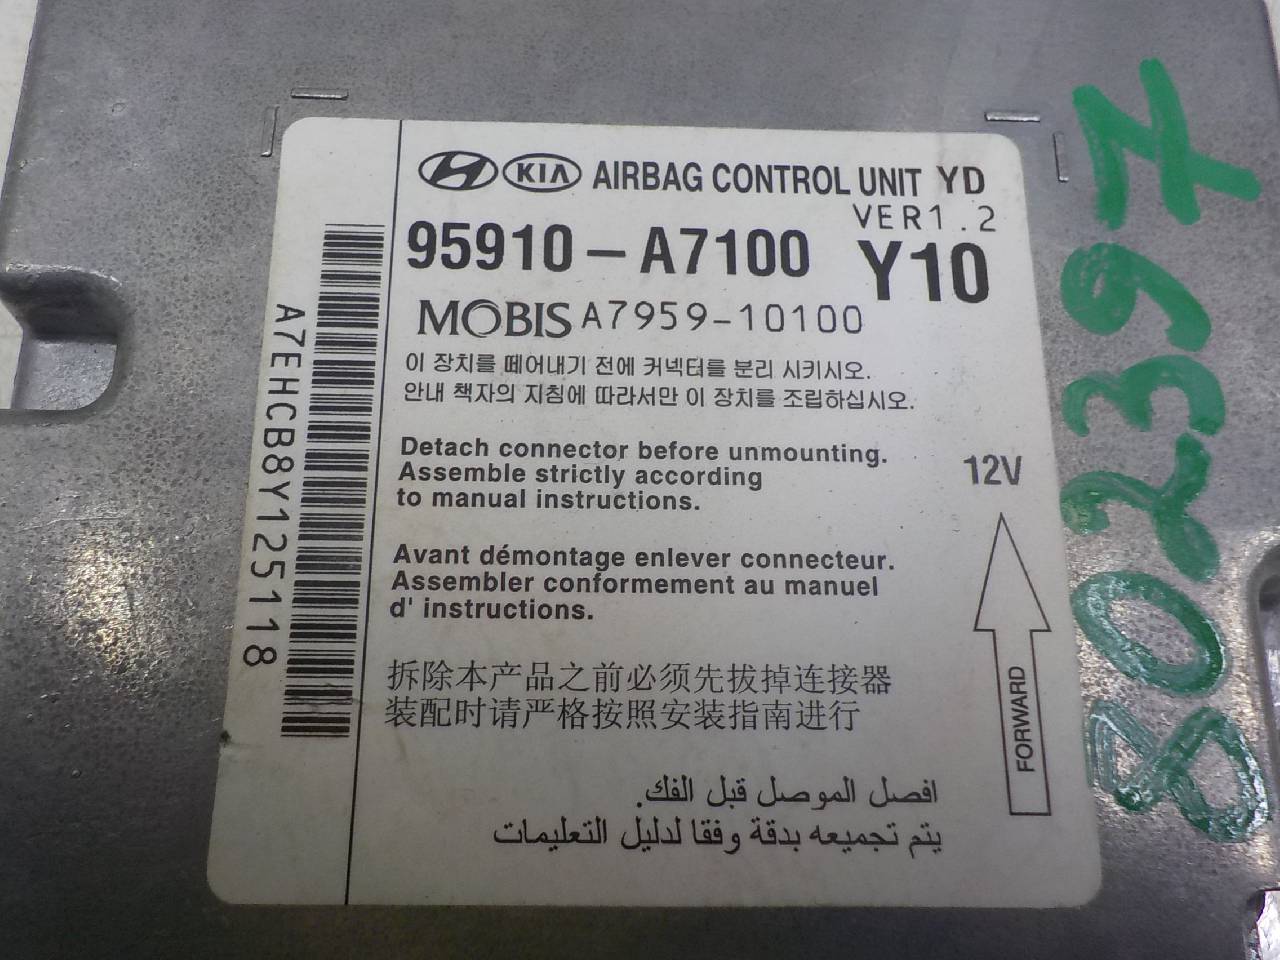 KIA AIRBAG CONTROL UNIT YD
VER1.2
95910-A7100 Y10
MOBIS A7959-10100
이 장치를 떼어내기 전에 커넥터를 분리 시키시오.
안내 책자의 지침에 따라서만 이 장치를 조립하십시오.
Detach connector before unmounting.
Assemble strictly according
to manual instructions.
12V
Avant démontage enlever connecteur.
Assembler conformement au manuel
d' instructions.
FORWARD
拆除本产品之前必须先拔掉连接器
装配时请严格按照安装指南进行
افصل الموصل قبل الفك.
يتم تجميعه بدقة وفقا لدليل التعليمات
A7EHCB8Y125118
802397